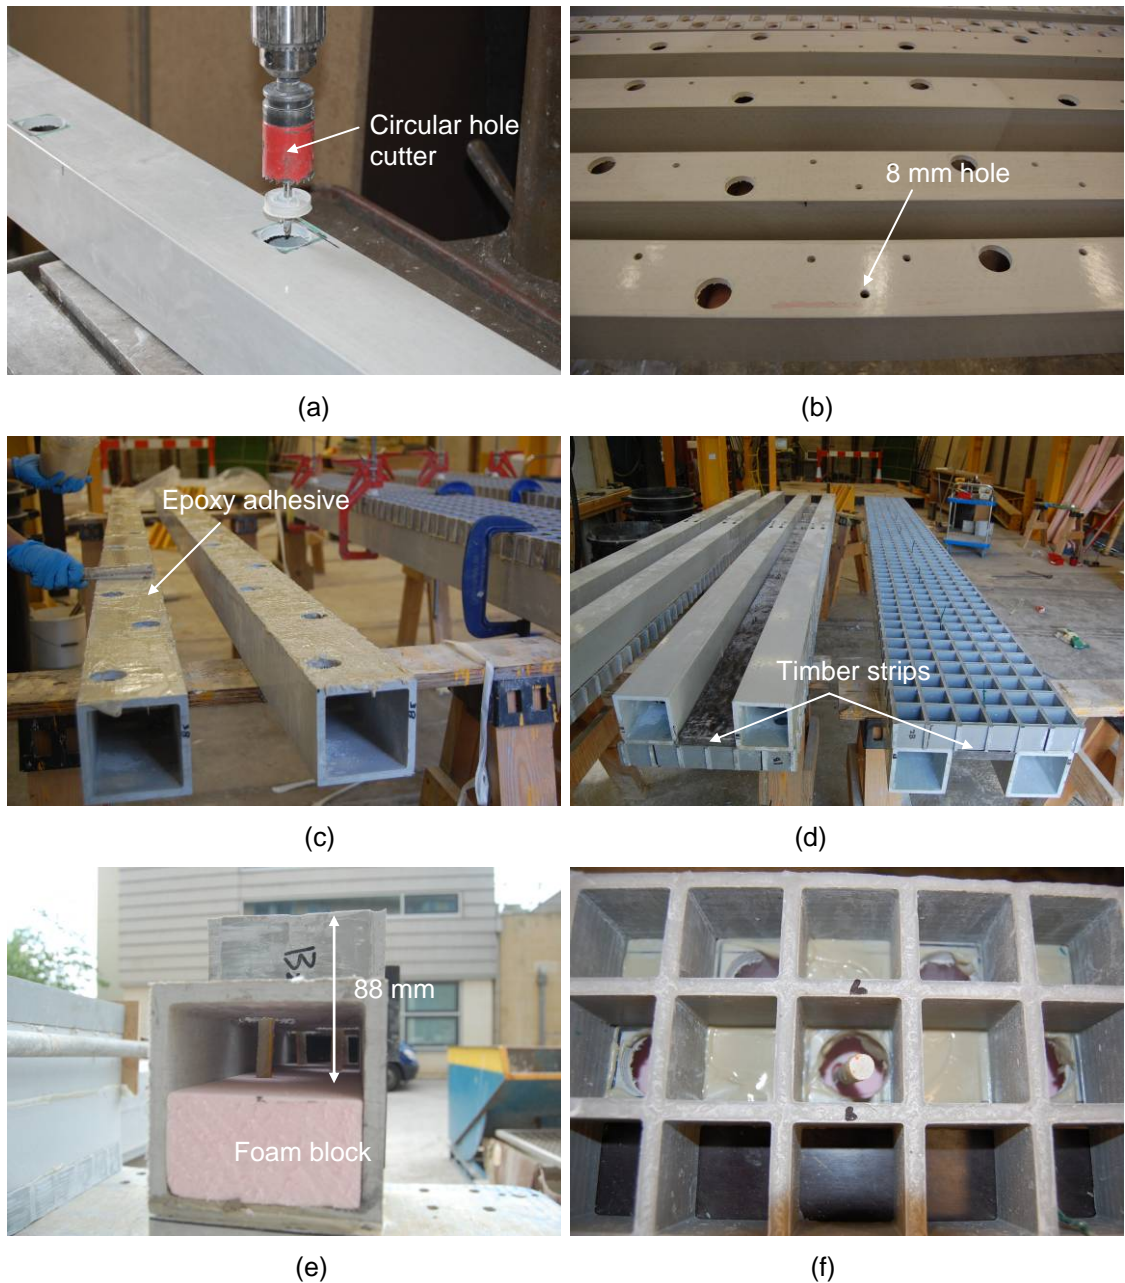 Circular hole
cutter
8 mm hole
(a)
(b)
Epoxy adhesive
Timber strips
(c)
(d)
88 mm
Foam block
(e)
(f)